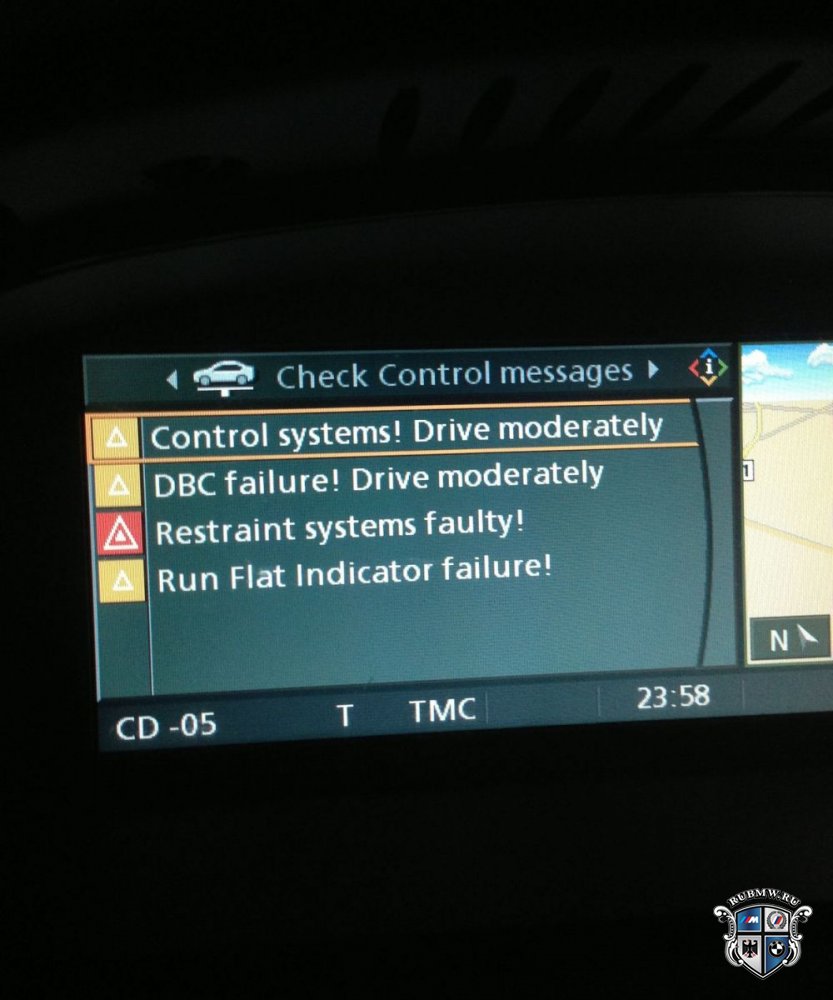 Check Control messages
Control systems! Drive moderately
DBC failure! Drive moderately
Restraint systems faulty!
Run Flat Indicator failure!
1
N
CD -05 T TMC 23:58
RUBMW.RU